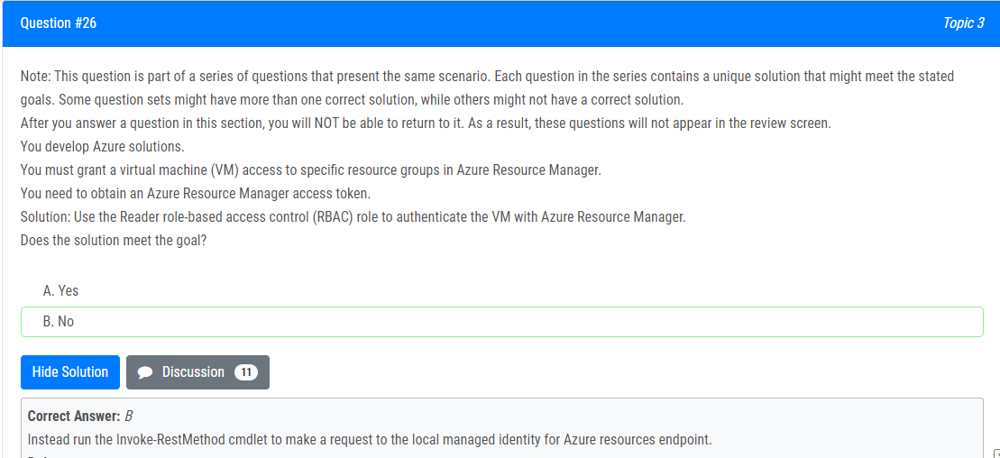 Question #26
Topic 3
Note: This question is part of a series of questions that present the same scenario. Each question in the series contains a unique solution that might meet the stated
goals. Some question sets might have more than one correct solution, while others might not have a correct solution.
After you answer a question in this section, you will NOT be able to return to it. As a result, these questions will not appear in the review screen.
You develop Azure solutions.
You must grant a virtual machine (VM) access to specific resource groups in Azure Resource Manager.
You need to obtain an Azure Resource Manager access token.
Solution: Use the Reader role-based access control (RBAC) role to authenticate the VM with Azure Resource Manager.
Does the solution meet the goal?
A. Yes
B. No
Hide Solution
Discussion 11
Correct Answer: B
Instead run the Invoke-RestMethod cmdlet to make a request to the local managed identity for Azure resources endpoint.